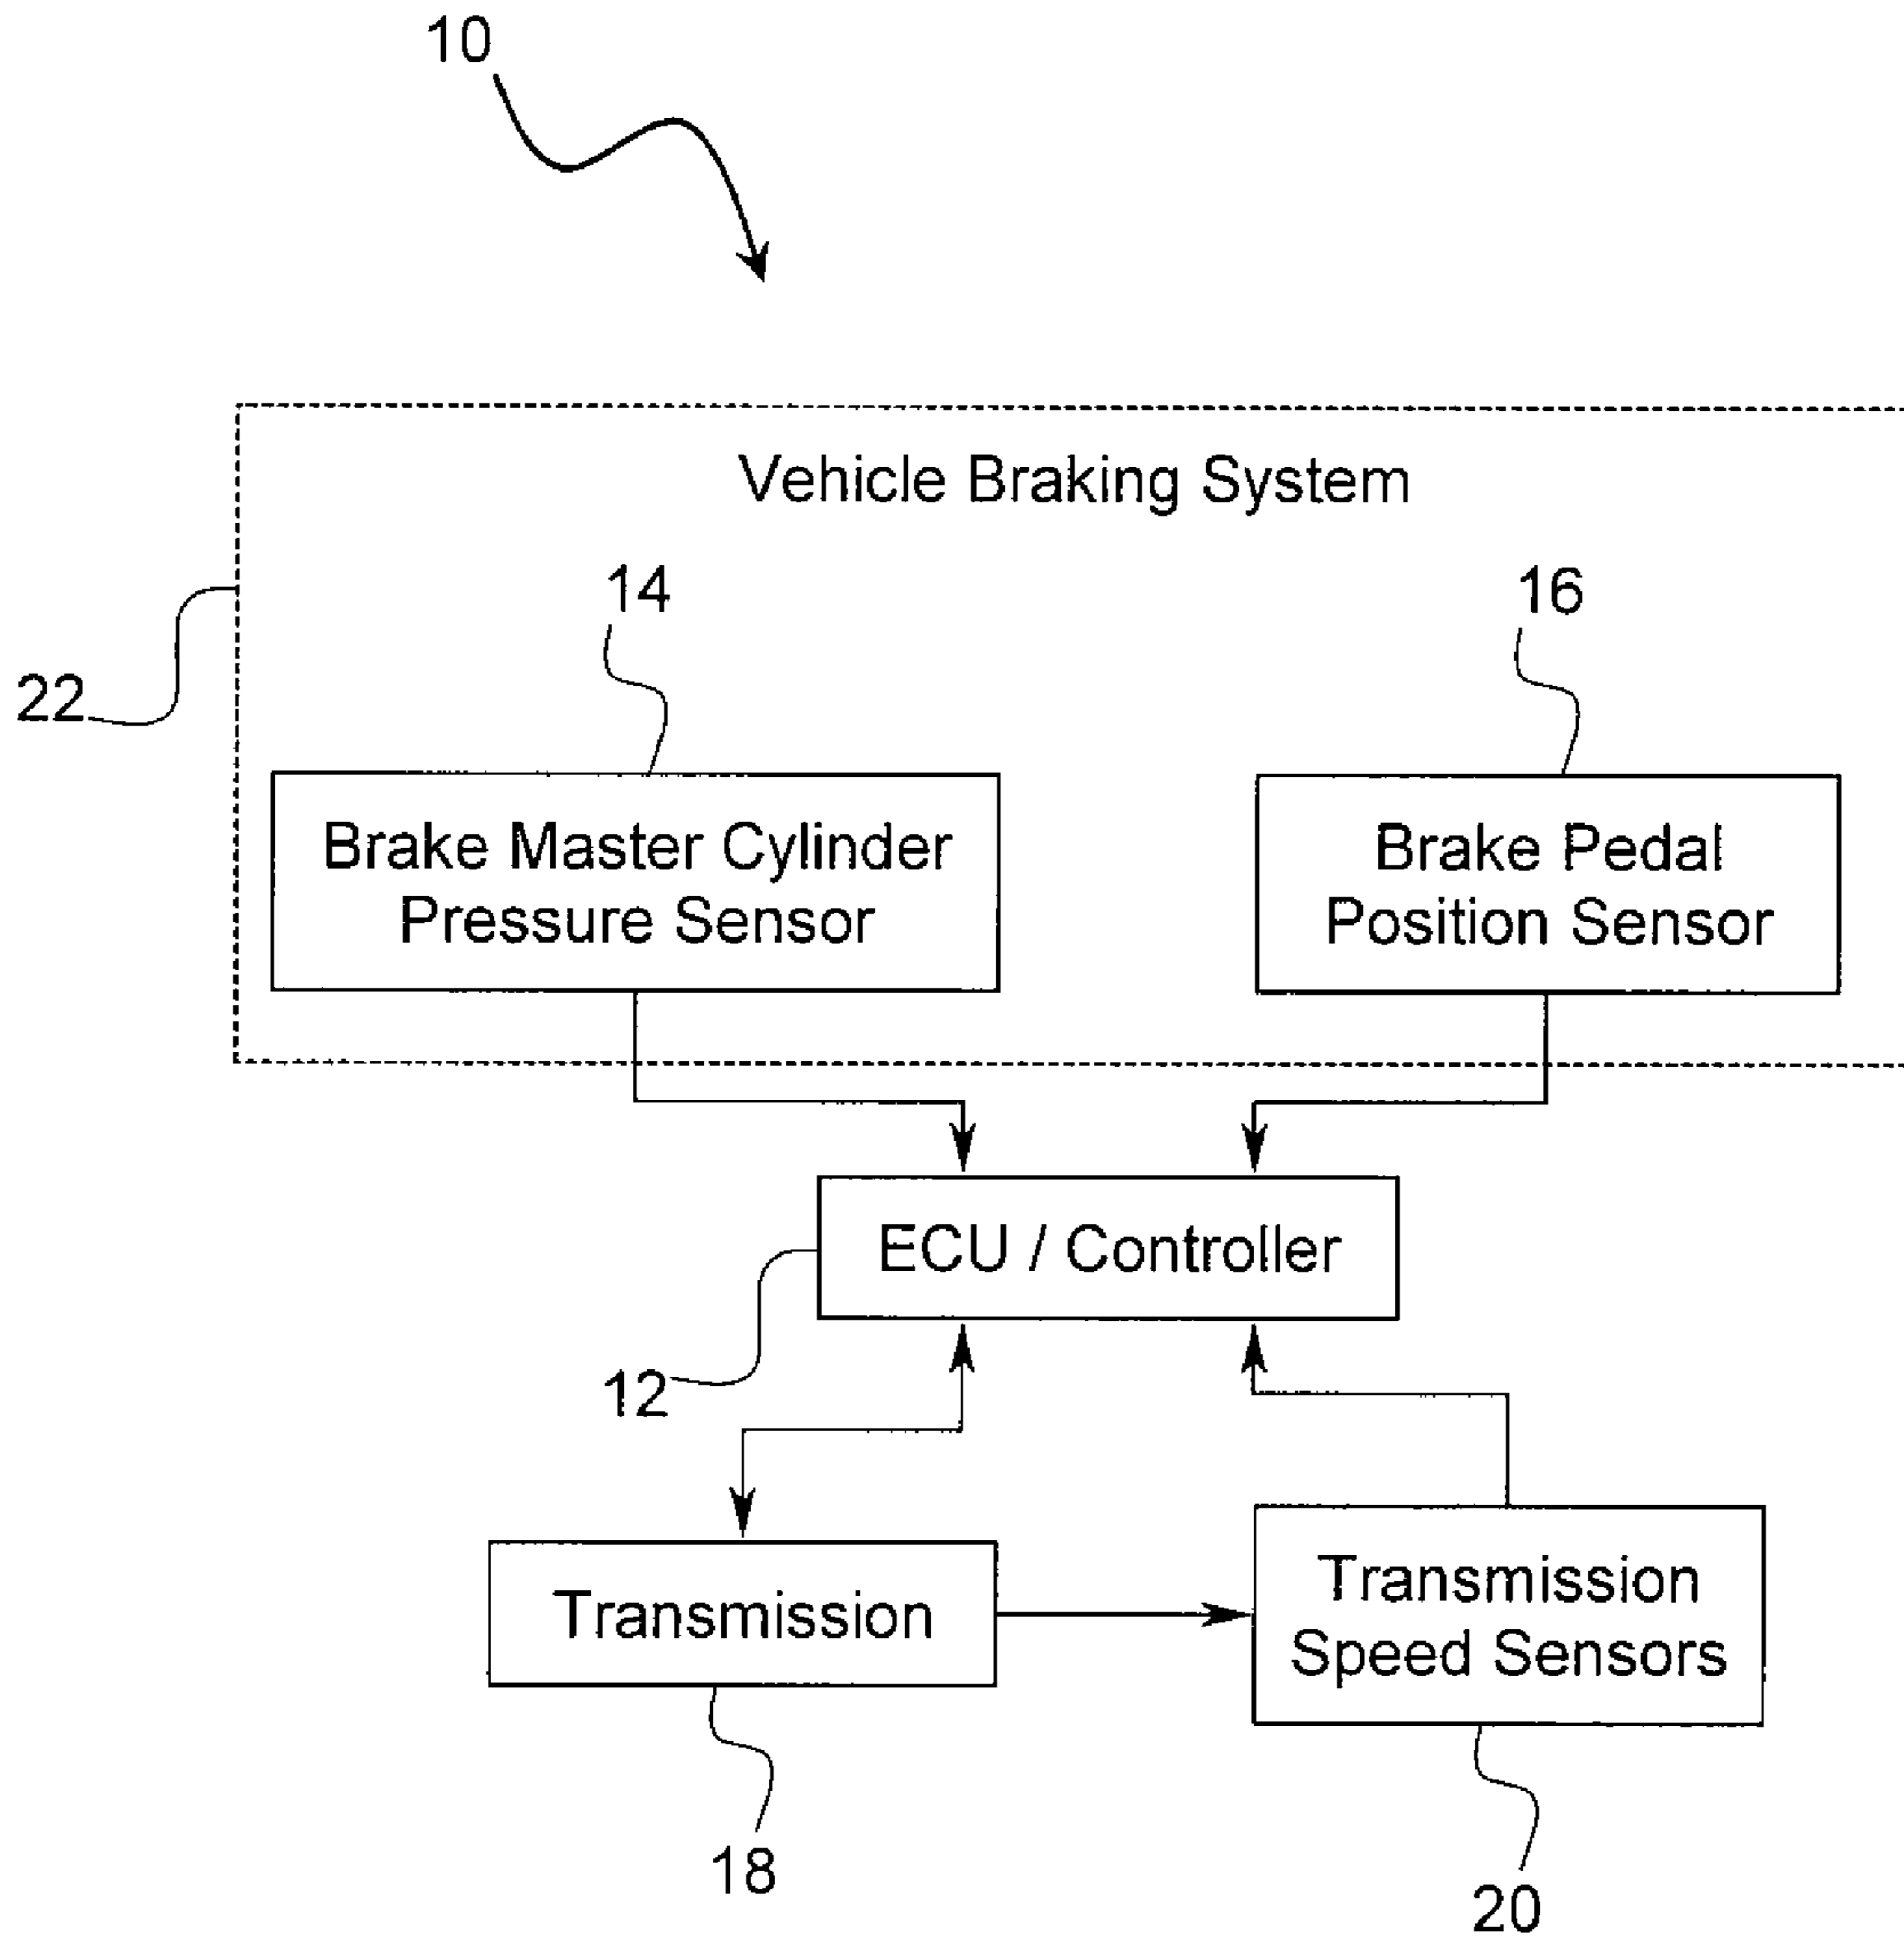 10
Vehicle Braking System
14
16
22
Brake Master Cylinder
Pressure Sensor
Brake Pedal
Position Sensor
ECU / Controller
12
Transmission
Transmission
Speed Sensors
18
20